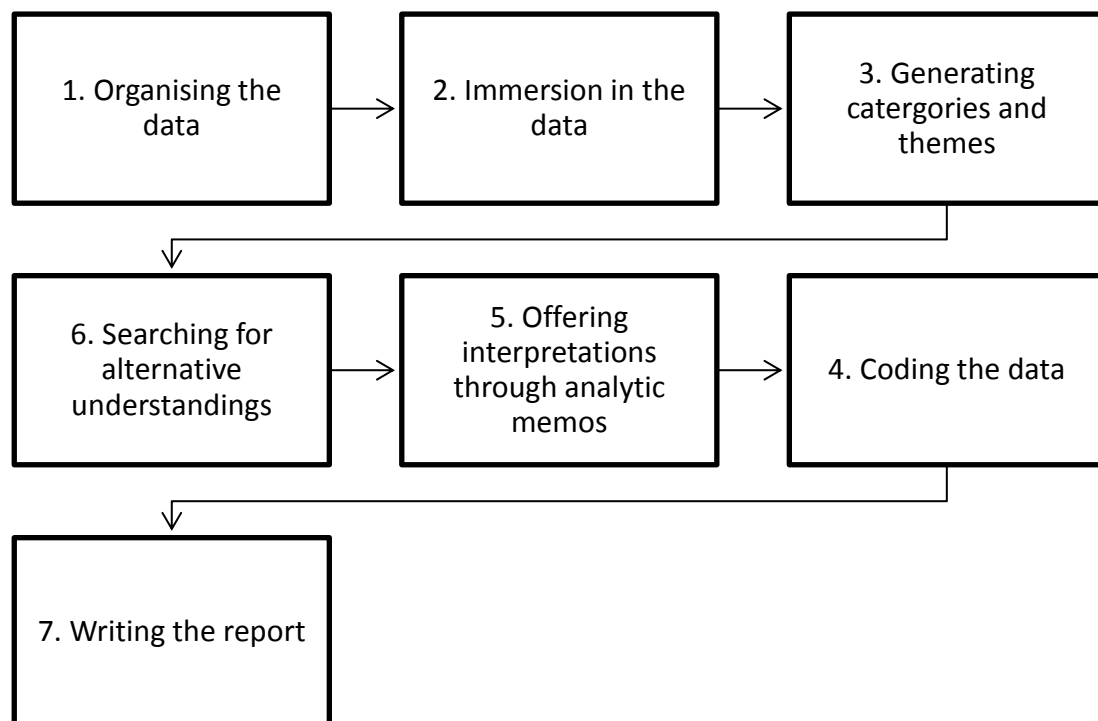 1. Organising the
data
2. Immersion in the
data
3. Generating
catergories and
themes
6. Searching for
alternative
understandings
5. Offering
interpretations
through analytic
memos
4. Coding the data
7. Writing the report